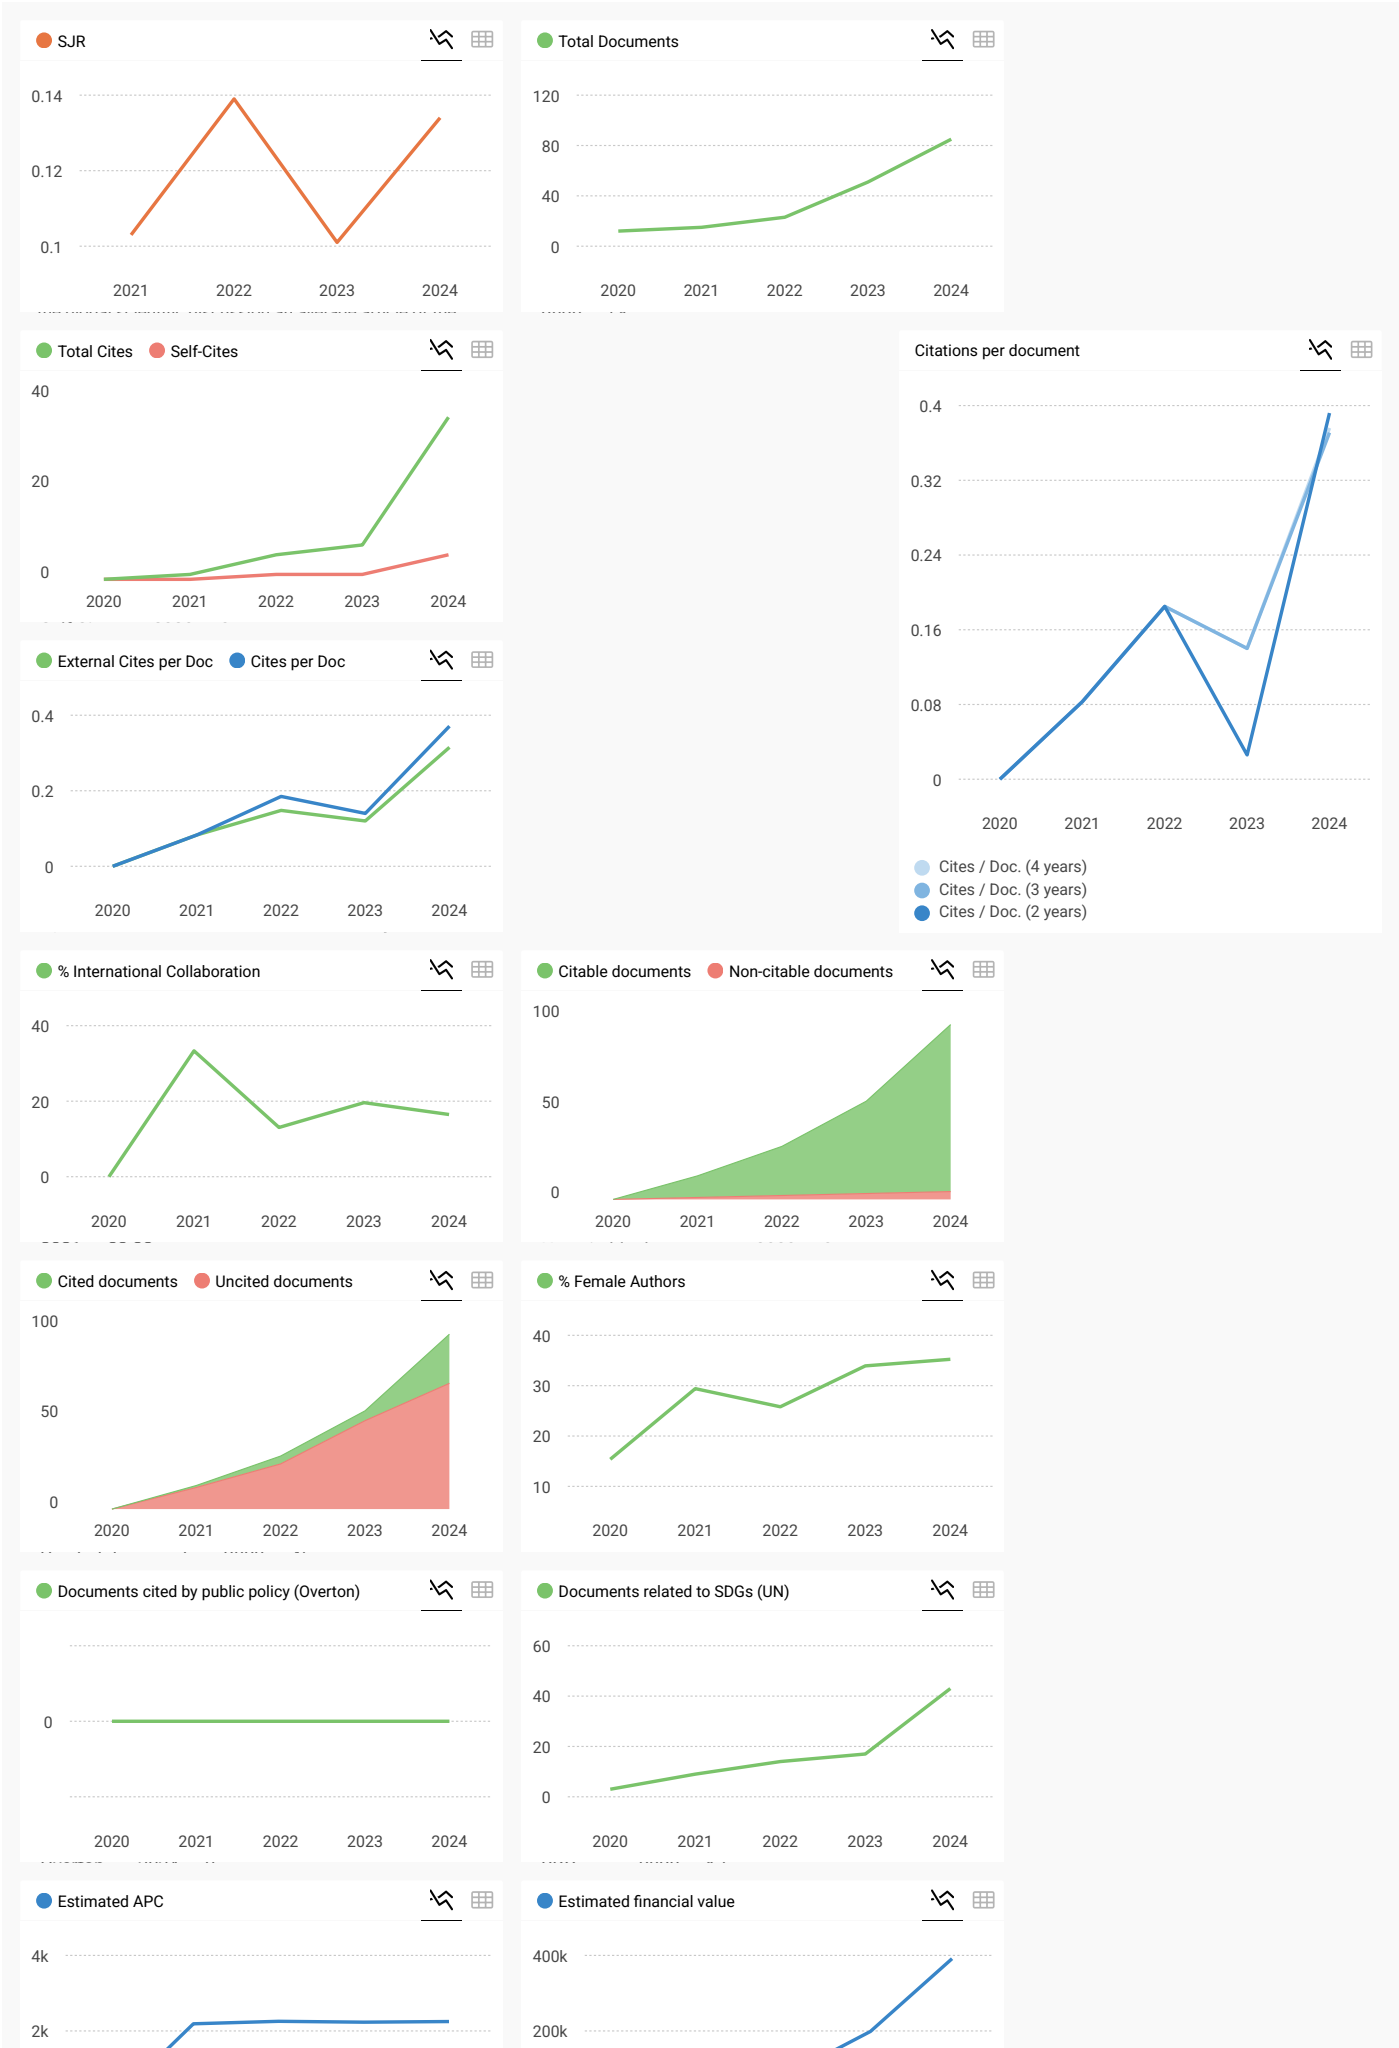 SJR
0.14
0.12
0.1
2021 2022 2023 2024
Total Documents
120
80
40
0
2020 2021 2022 2023 2024
Total Cites Self-Cites
40
20
0
2020 2021 2022 2023 2024
Citations per document
0.4
0.32
0.24
0.16
0.08
0
2020 2021 2022 2023 2024
Cites / Doc. (4 years)
Cites / Doc. (3 years)
Cites / Doc. (2 years)
External Cites per Doc Cites per Doc
0.4
0.2
0
2020 2021 2022 2023 2024
% International Collaboration
40
20
0
2020 2021 2022 2023 2024
Citable documents Non-citable documents
100
50
0
2020 2021 2022 2023 2024
Cited documents Uncited documents
100
50
0
2020 2021 2022 2023 2024
% Female Authors
40
30
20
10
2020 2021 2022 2023 2024
Documents cited by public policy (Overton)
0
2020 2021 2022 2023 2024
Documents related to SDGs (UN)
60
40
20
0
2020 2021 2022 2023 2024
Estimated APC
4k
2k
Estimated financial value
400k
200k